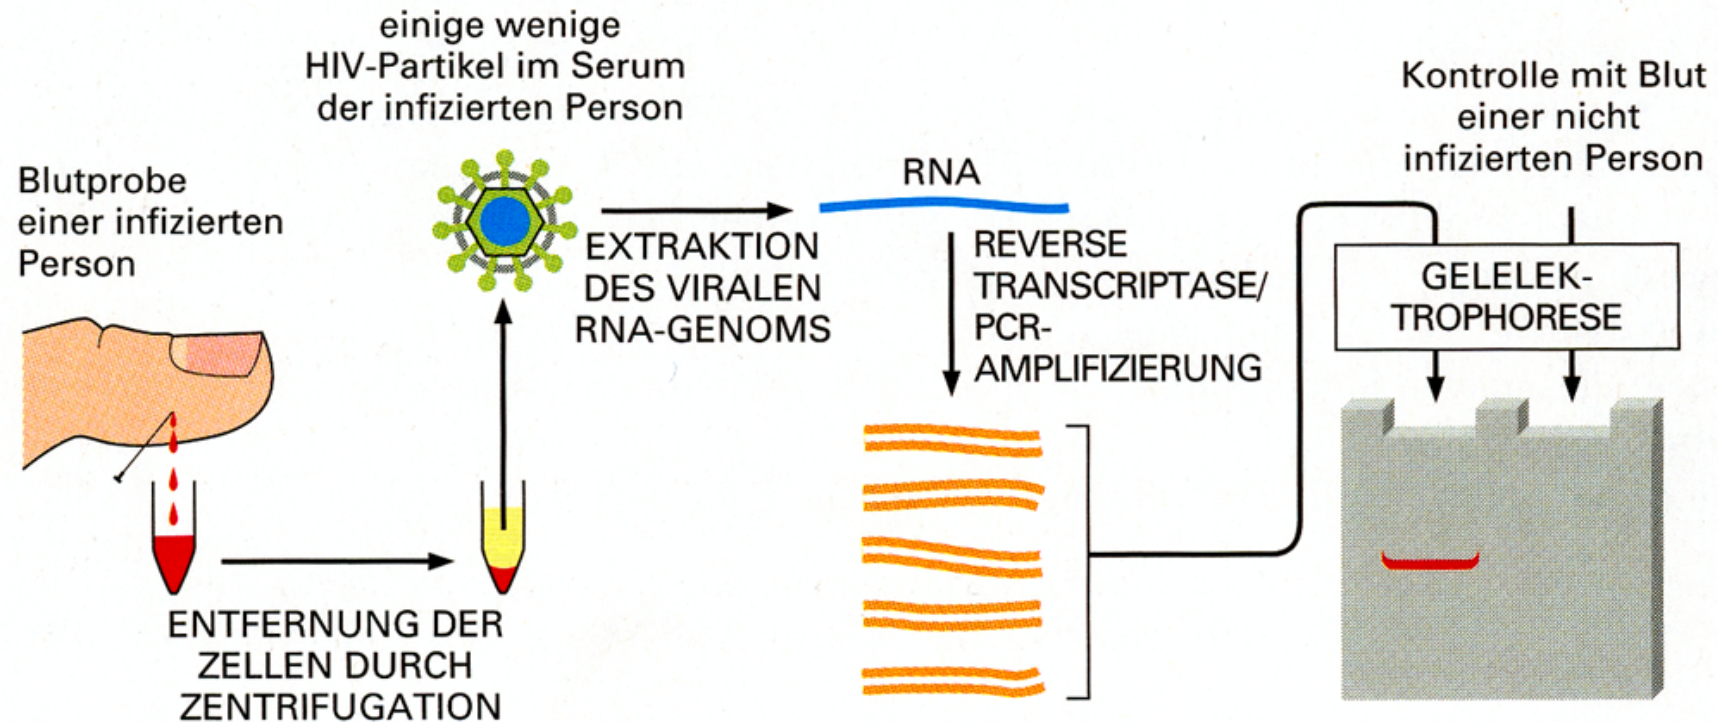 einige wenige
HIV-Partikel im Serum
der infizierten Person
Kontrolle mit Blut
einer nicht
infizierten Person
Blutprobe
einer infizierten
Person
RNA
EXTRAKTION
DES VIRALEN
RNA-GENOMS
REVERSE
TRANSCRIPTASE/
PCR-
AMPLIFIZIERUNG
GELELEK-
TROPHORESE
ENTFERNUNG DER
ZELLEN DURCH
ZENTRIFUGATION